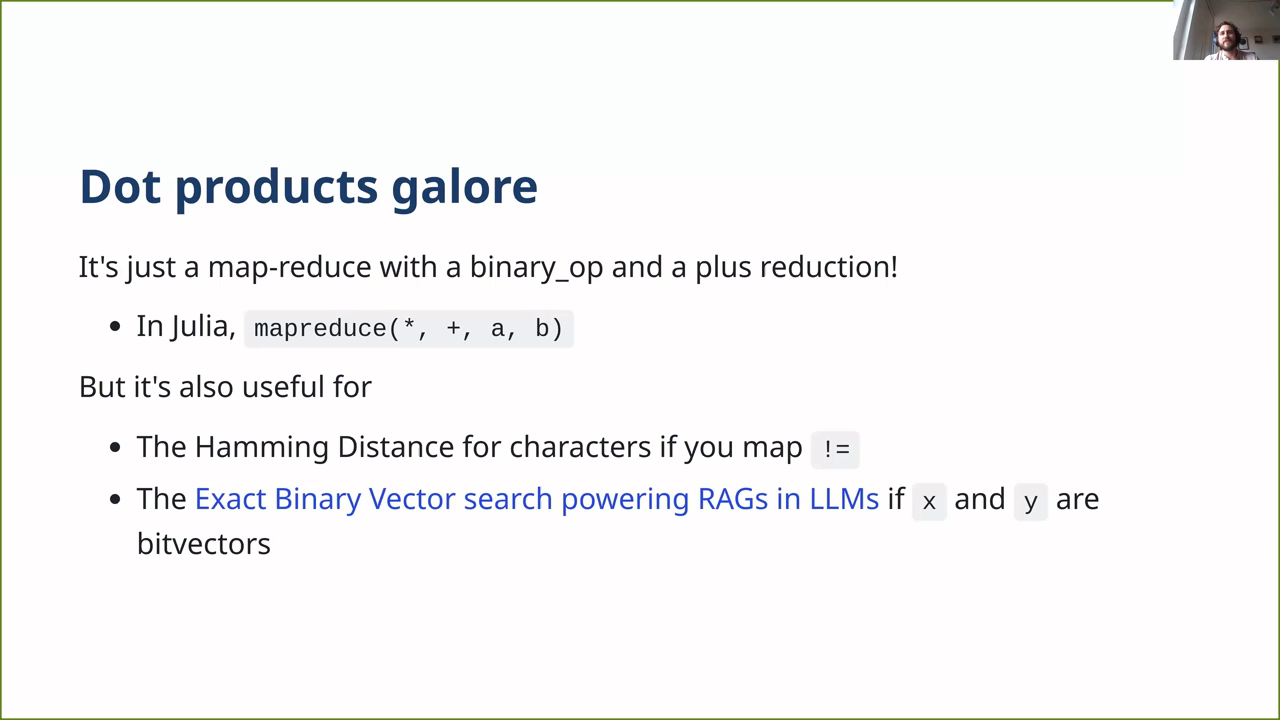 Dot products galore
It's just a map-reduce with a binary_op and a plus reduction!
• In Julia, mapreduce(*, +, a, b)
But it's also useful for
• The Hamming Distance for characters if you map !=
• The Exact Binary Vector search powering RAGs in LLMs if x and y are
bitvectors